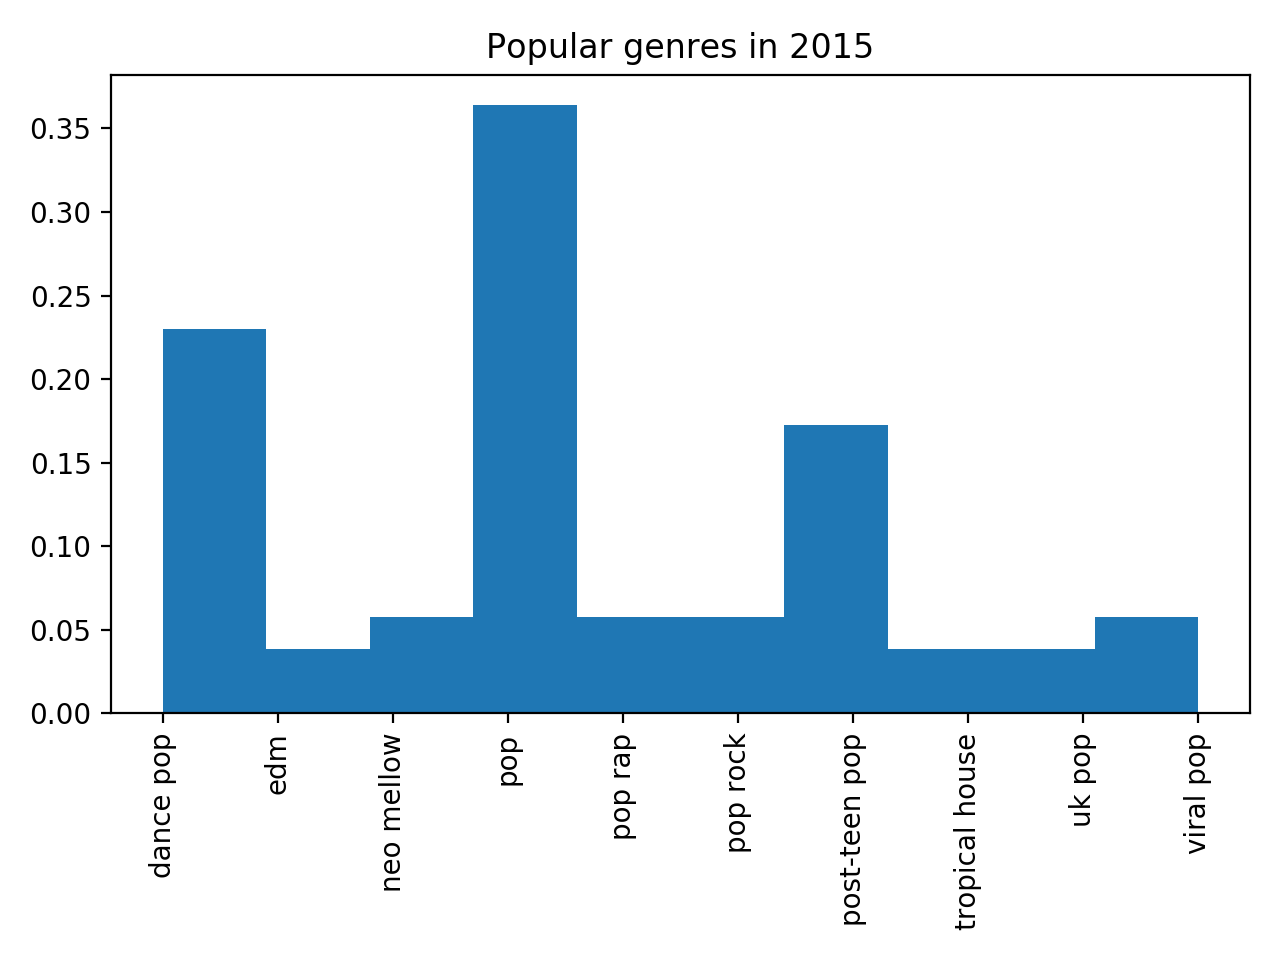 Popular genres in 2015
0.35
0.30
0.25
0.20
0.15
0.10
0.05
0.00
dance pop
edm
neo mellow
pop
pop rap
pop rock
post-teen pop
tropical house
uk pop
viral pop